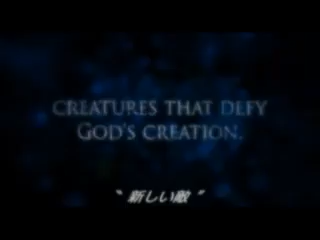 CREATURES THAT DEFY
GOD'S CREATION.
“ 新しい敵 ”